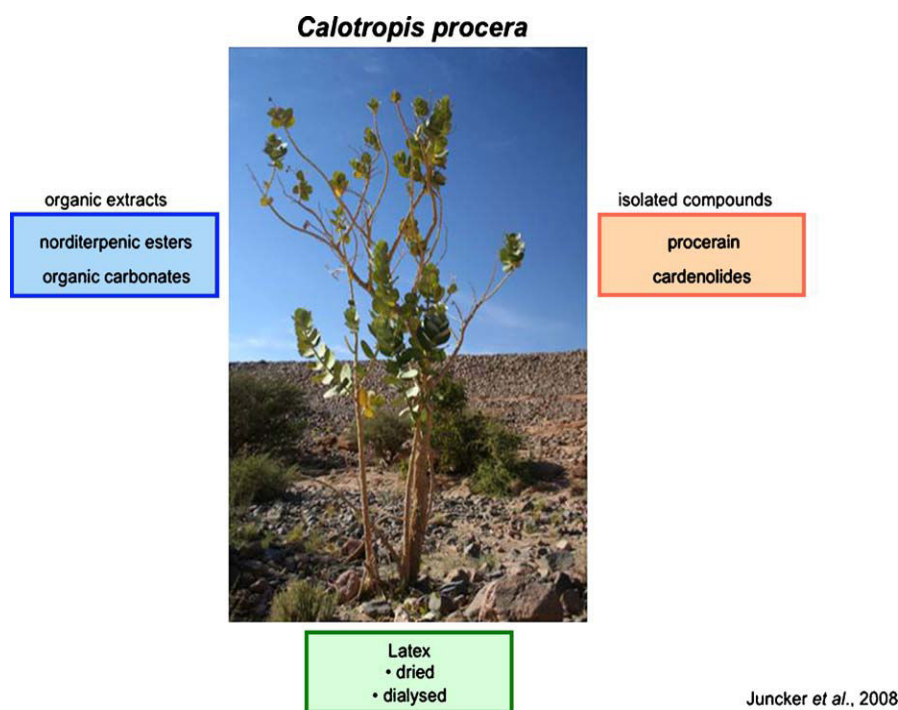 Calotropis procera
organic extracts
norditerpenic esters
organic carbonates
isolated compounds
procerain
cardenolides
Latex
• dried
• dialysed
Juncker et al., 2008